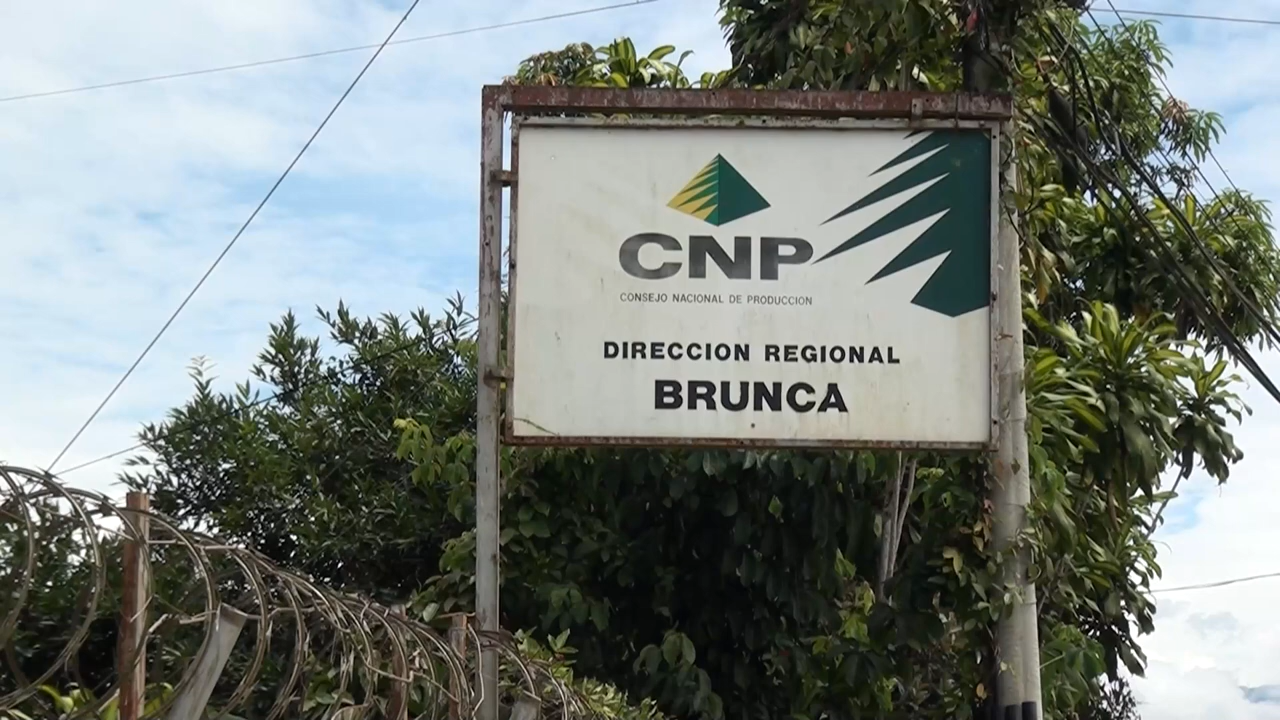 CNP
CONSEJO NACIONAL DE PRODUCCION
DIRECCION REGIONAL
BRUNCA